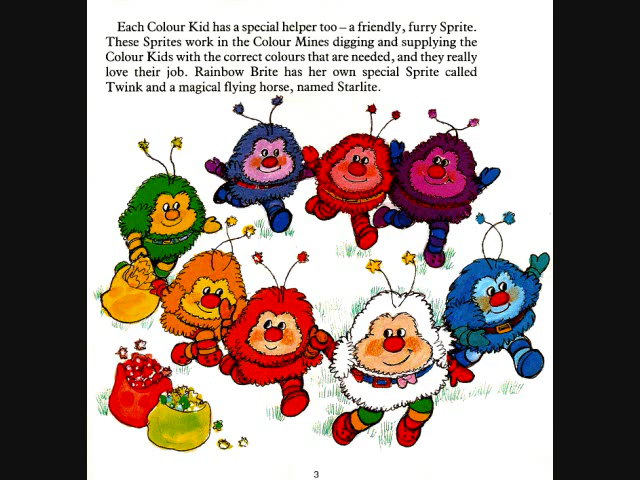 Each Colour Kid has a special helper too – a friendly, furry Sprite.
These Sprites work in the Colour Mines digging and supplying the
Colour Kids with the correct colours that are needed, and they really
love their job. Rainbow Brite has her own special Sprite called
Twink and a magical flying horse, named Starlite.
3